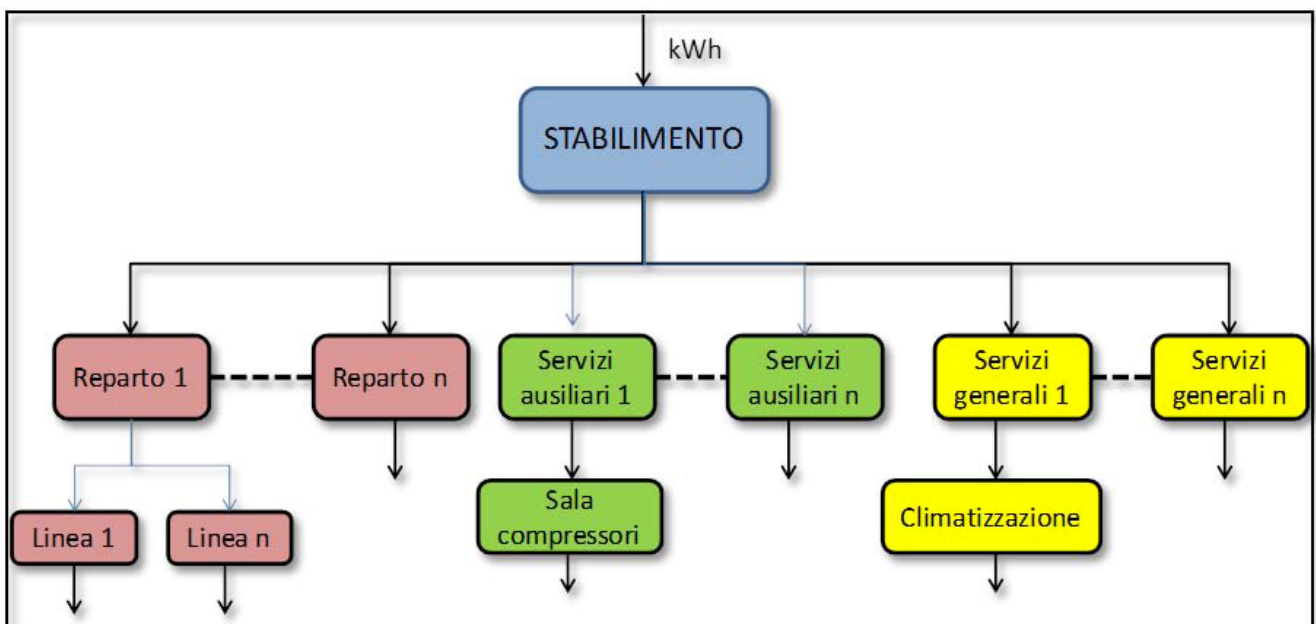 kWh
STABILIMENTO
Reparto 1
Reparto n
Servizi
ausiliari 1
Servizi
ausiliari n
Servizi
generali 1
Servizi
generali n
Linea 1
Linea n
Sala
compressori
Climatizzazione